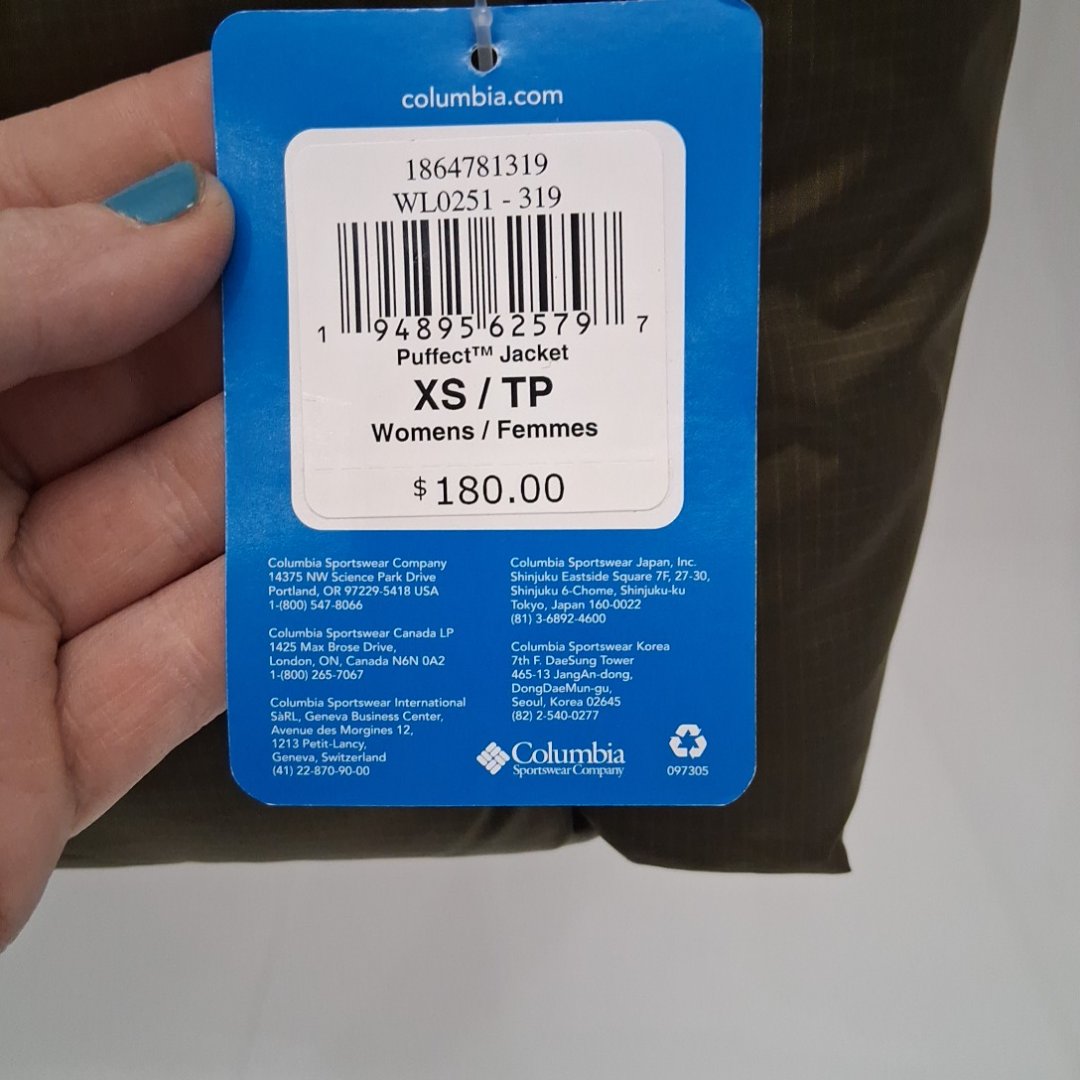 columbia.com
1864781319
WL0251 - 319
1 94895 62579 7
Puffect™ Jacket
XS / TP
Womens / Femmes
$180.00
Columbia Sportswear Company
14375 NW Science Park Drive
Portland, OR 97229-5418 USA
1-(800) 547-8066
Columbia Sportswear Canada LP
1425 Max Brose Drive,
London, ON, Canada N6N 0A2
1-(800) 265-7067
Columbia Sportswear International
SàRL, Geneva Business Center,
Avenue des Morgines 12,
1213 Petit-Lancy,
Geneva, Switzerland
(41) 22-870-90-00
Columbia Sportswear Japan, Inc.
Shinjuku Eastside Square 7F, 27-30,
Shinjuku 6-Chome, Shinjuku-ku
Tokyo, Japan 160-0022
(81) 3-6892-4600
Columbia Sportswear Korea
7th F. DaeSung Tower
465-13 JangAn-dong,
DongDaeMun-gu,
Seoul, Korea 02645
(82) 2-540-0277
Columbia
Sportswear Company
097305